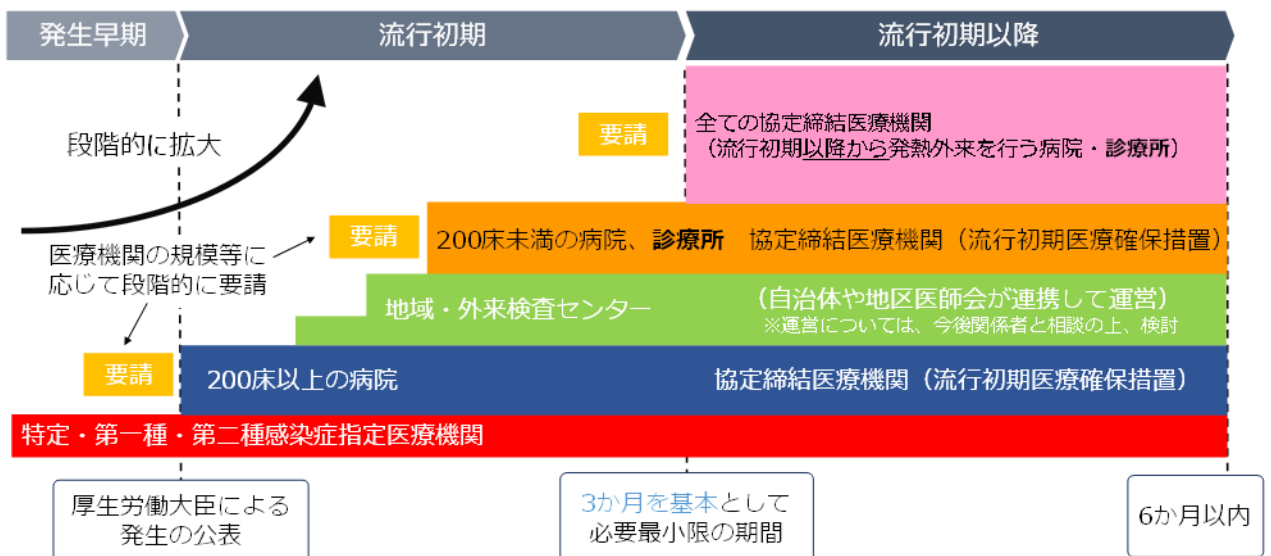 発生早期
流行初期
流行初期以降
段階的に拡大
要請
全ての協定締結医療機関
（流行初期以降から発熱外来を行う病院・診療所）
医療機関の規模等に
応じて段階的に要請
要請
200床未満の病院、診療所　協定締結医療機関（流行初期医療確保措置）
地域・外来検査センター
（自治体や地区医師会が連携して運営）
※運営については、今後関係者と相談の上、検討
要請
200床以上の病院
協定締結医療機関（流行初期医療確保措置）
特定・第一種・第二種感染症指定医療機関
厚生労働大臣による
発生の公表
3か月を基本として
必要最小限の期間
6か月以内